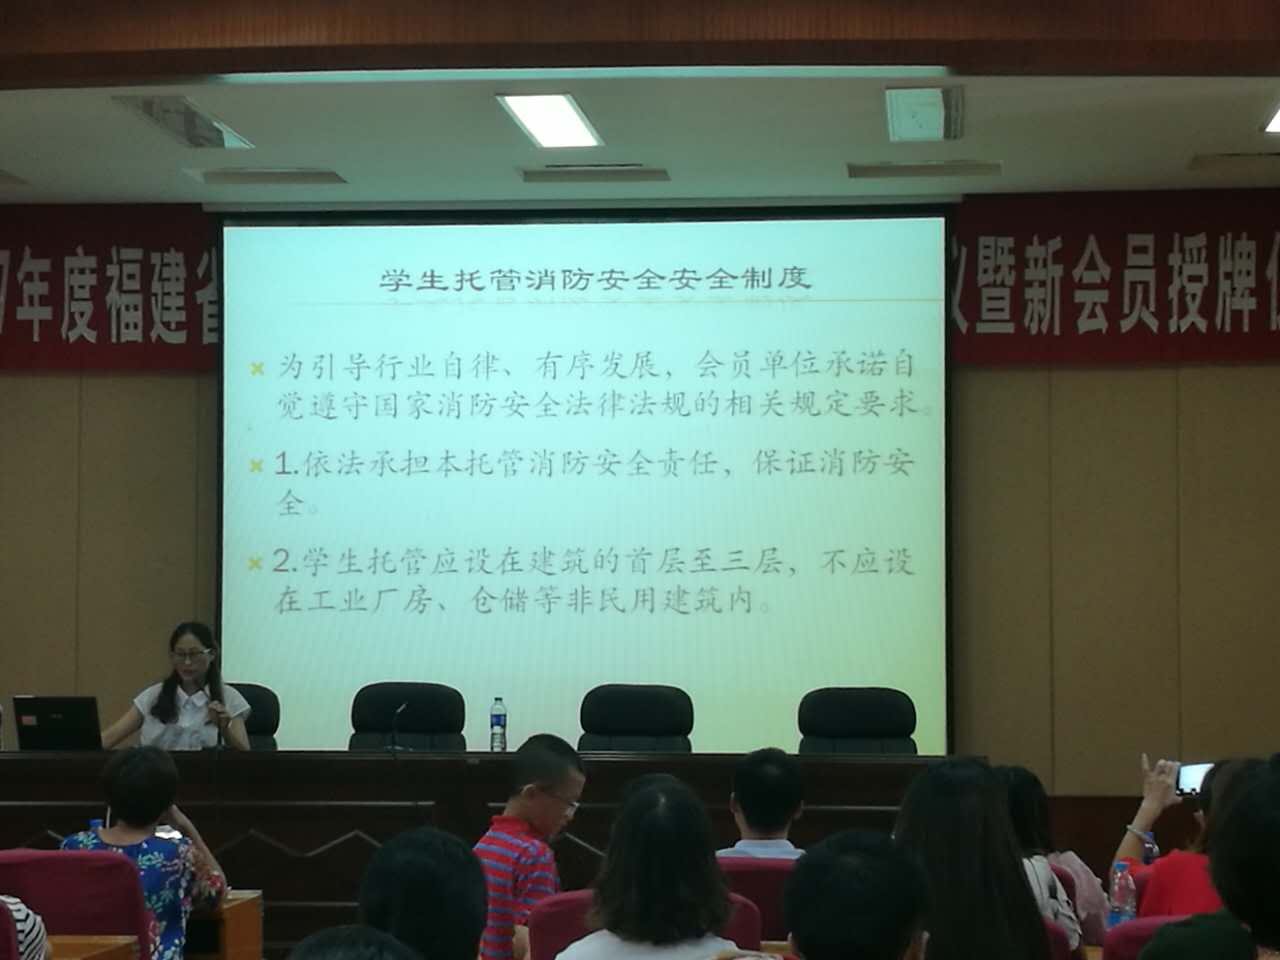 7年度福建省
议暨新会员授牌
学生托管消防安全安全制度
为引导行业自律、有序发展，会员单位承诺自
觉遵守国家消防安全法律法规的相关规定要求。
1.依法承担本托管消防安全责任，保证消防安
全。
2.学生托管应设在建筑的首层至三层，不应设
在工业厂房、仓储等非民用建筑内。